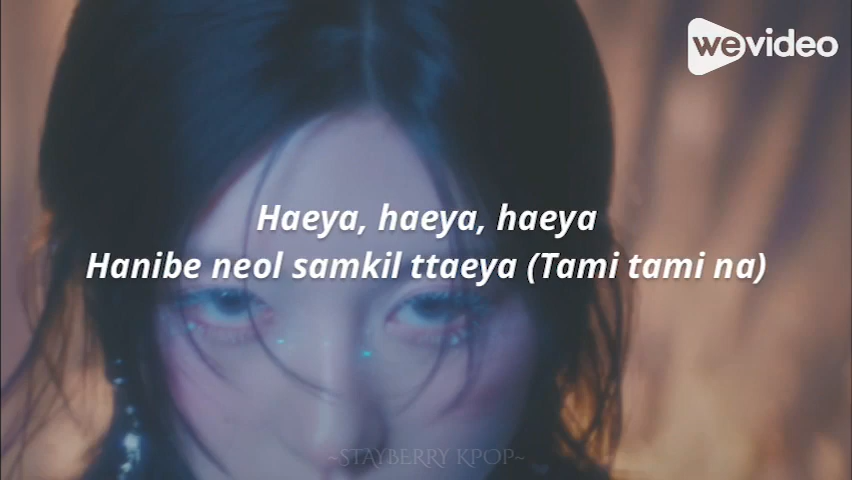 wevideo
Haeya, haeya, haeya
Hanibe neol samkil ttaeya (Tami tami na)
~STAYBERRY KPOP~